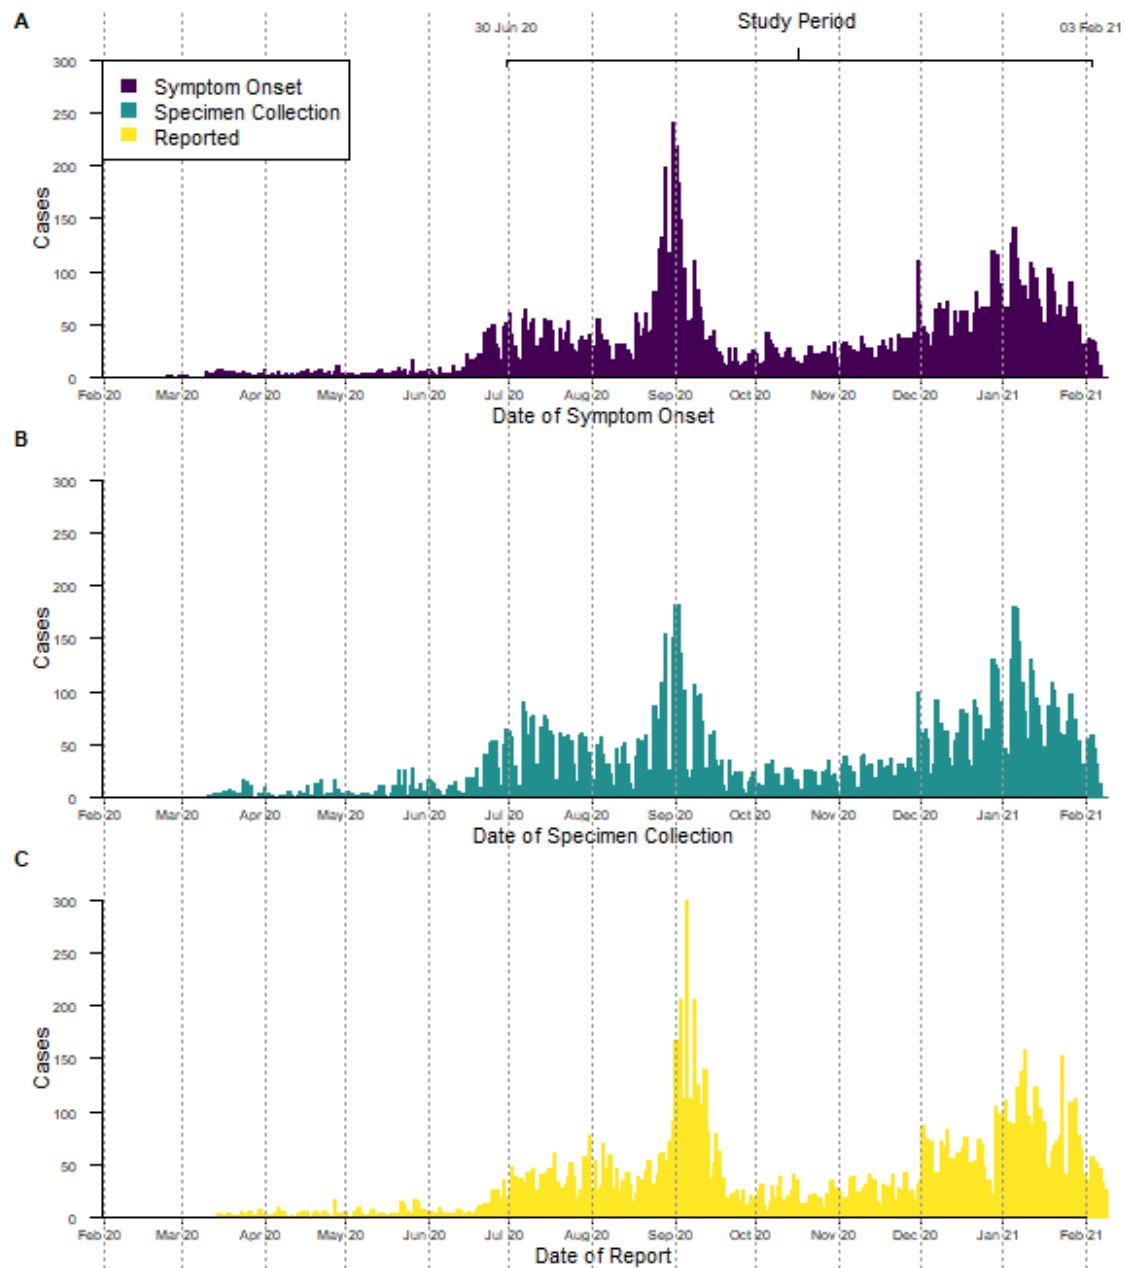 A
30 Jun 20 Study Period 03 Feb 21
300
250
200
150
100
50
0
Cases
Symptom Onset
Specimen Collection
Reported
Feb 20 Mar 20 Apr 20 May 20 Jun 20 Jul 20 Aug 20 Sep 20 Oct 20 Nov 20 Dec 20 Jan 21 Feb 21
Date of Symptom Onset
B
300
250
200
150
100
50
0
Cases
Feb 20 Mar 20 Apr 20 May 20 Jun 20 Jul 20 Aug 20 Sep 20 Oct 20 Nov 20 Dec 20 Jan 21 Feb 21
Date of Specimen Collection
C
300
250
200
150
100
50
0
Cases
Feb 20 Mar 20 Apr 20 May 20 Jun 20 Jul 20 Aug 20 Sep 20 Oct 20 Nov 20 Dec 20 Jan 21 Feb 21
Date of Report